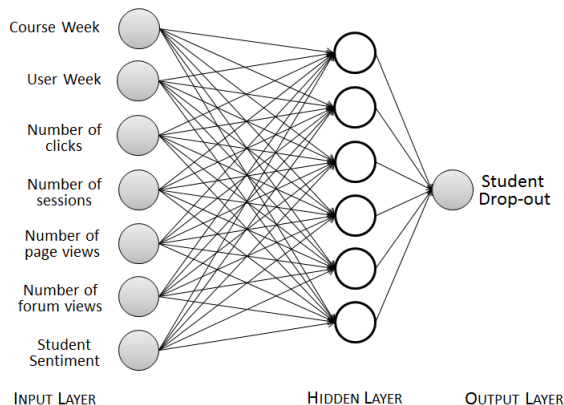 Course Week
User Week
Number of
clicks
Number of
sessions
Number of
page views
Number of
forum views
Student
Sentiment
Student
Drop-out
INPUT LAYER
HIDDEN LAYER
OUTPUT LAYER